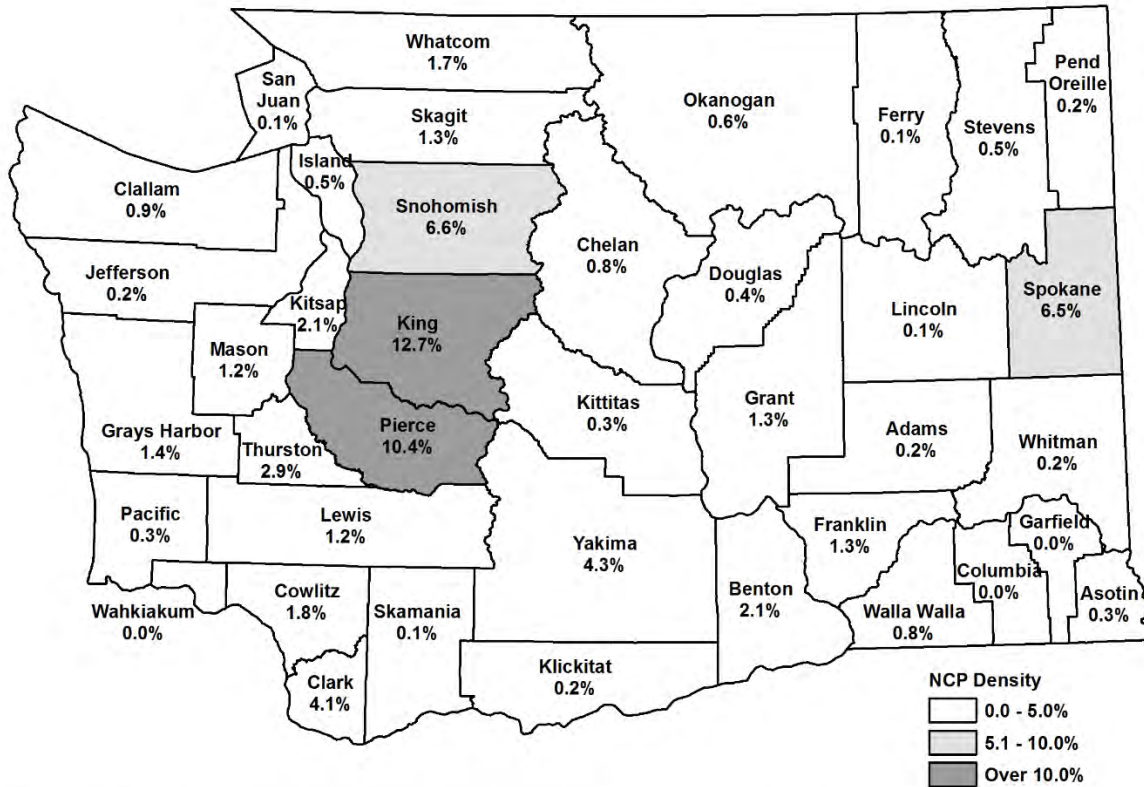 Whatcom
1.7%
San
Juan
0.1%
Skagit
1.3%
Okanogan
0.6%
Ferry
0.1%
Stevens
0.5%
Pend
Oreille
0.2%
Island
0.5%
Clallam
0.9%
Snohomish
6.6%
Chelan
0.8%
Jefferson
0.2%
Kitsap
2.1%
King
12.7%
Douglas
0.4%
Lincoln
0.1%
Spokane
6.5%
Mason
1.2%
Grays Harbor
1.4%
Thurston
2.9%
Pierce
10.4%
Kittitas
0.3%
Grant
1.3%
Adams
0.2%
Whitman
0.2%
Pacific
0.3%
Lewis
1.2%
Yakima
4.3%
Franklin
1.3%
Garfield
0.0%
Columbia
0.0%
Asotin
0.3%
Wahkiakum
0.0%
Cowlitz
1.8%
Skamania
0.1%
Benton
2.1%
Walla Walla
0.8%
Clark
4.1%
Klickitat
0.2%
NCP Density
0.0 - 5.0%
5.1 - 10.0%
Over 10.0%